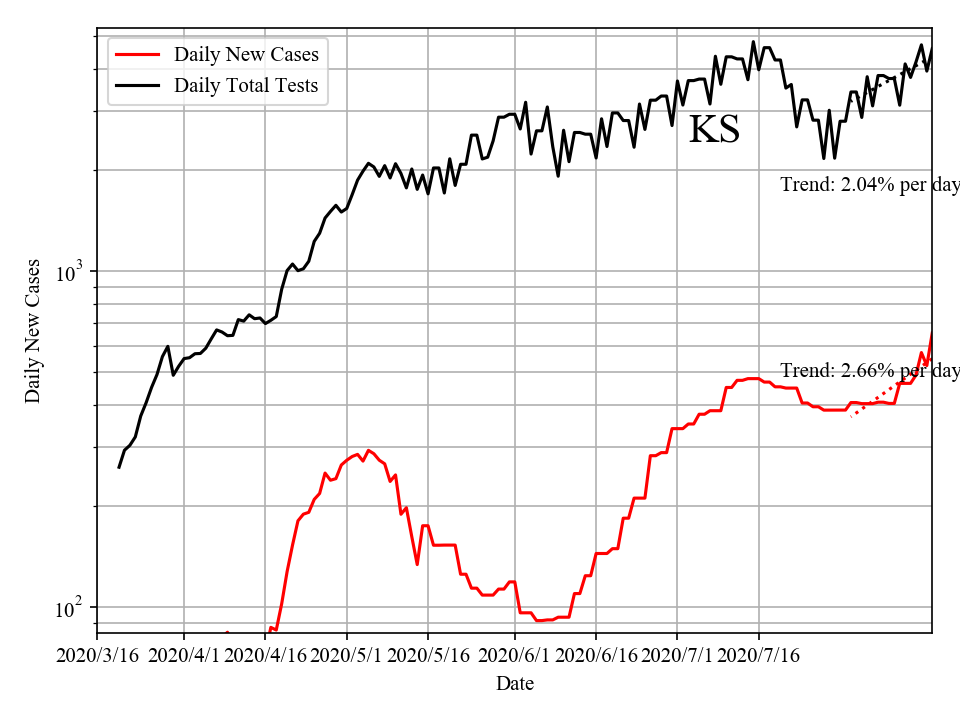 Daily New Cases
Daily Total Tests
KS
Trend: 2.04% per day
Trend: 2.66% per day
Daily New Cases
10³
10²
2020/3/16 2020/4/1 2020/4/16 2020/5/1 2020/5/16 2020/6/1 2020/6/16 2020/7/1 2020/7/16
Date